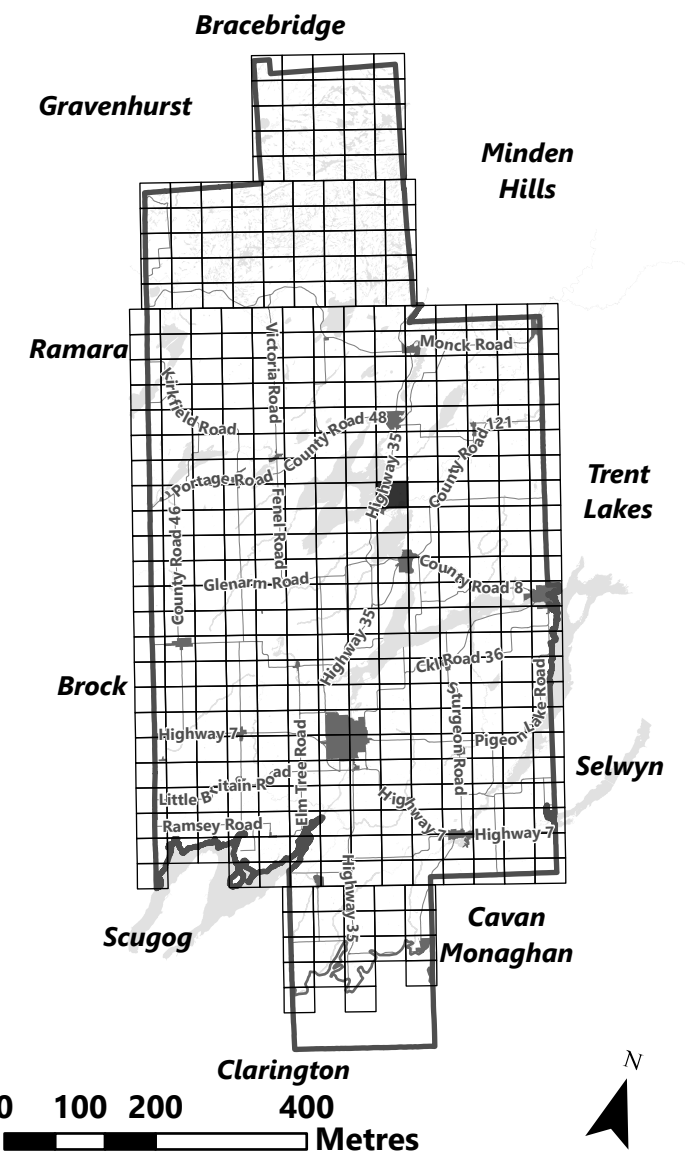 Bracebridge
Gravenhurst
Minden
Hills
Ramara
Monck Road
Victoria Road
Kirkfield Road
County Road 48
County Road 121
Highway 35
Portage Road
Trent
Lakes
Fenel Road
County Road 46
County Road 8
Glenarm Road
Highway 35
Ckl Road 36
Brock
Sturgeon Road
Pigeon Lake Road
Highway 7
Elm Tree Road
Selwyn
Little Britain Road
Highway 7
Ramsey Road
Highway 7
Highway 35
Cavan
Monaghan
Scugog
Clarington
N
0 100 200 400
Metres